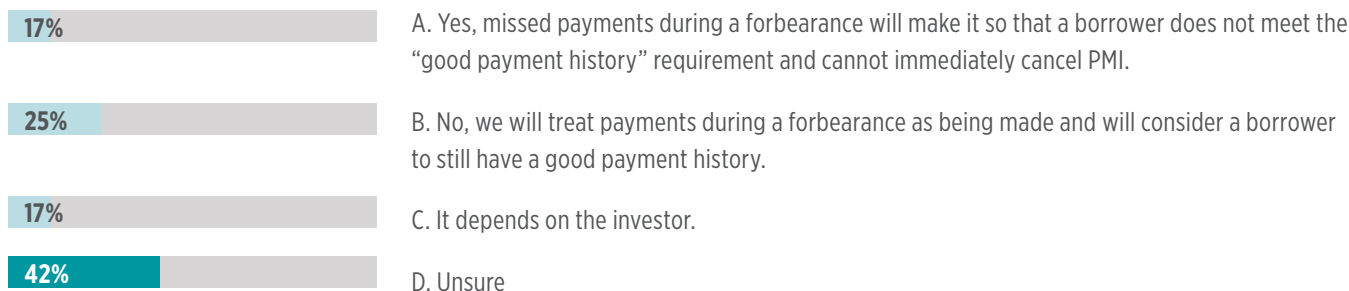 17%
A. Yes, missed payments during a forbearance will make it so that a borrower does not meet the
“good payment history” requirement and cannot immediately cancel PMI.
25%
B. No, we will treat payments during a forbearance as being made and will consider a borrower
to still have a good payment history.
17%
C. It depends on the investor.
42%
D. Unsure